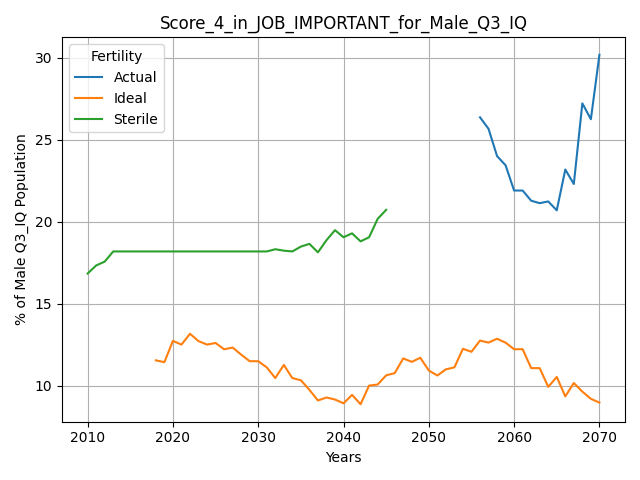 Score_4_in_JOB_IMPORTANT_for_Male_Q3_IQ
Fertility
Actual
Ideal
Sterile
% of Male Q3_IQ Population
30
25
20
15
10
2010 2020 2030 2040 2050 2060 2070
Years